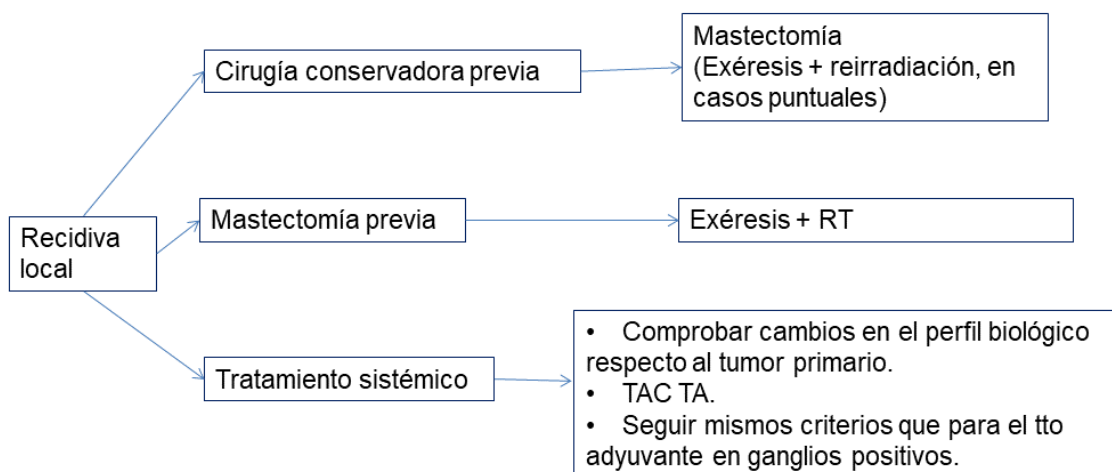 Cirugía conservadora previa
Mastectomía
(Exéresis + reirradiación, en
casos puntuales)
Recidiva
local
Mastectomía previa
Exéresis + RT
Tratamiento sistémico
• Comprobar cambios en el perfil biológico
respecto al tumor primario.
• TAC TA.
• Seguir mismos criterios que para el tto
adyuvante en ganglios positivos.